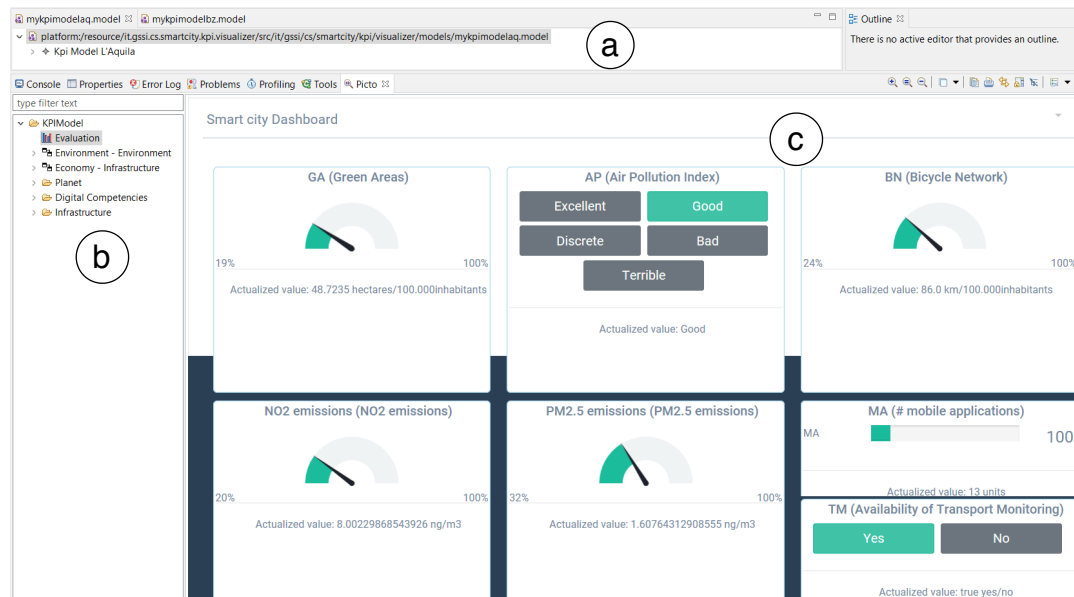 mykpimodelaq.model
mykpimodelbz.model
platform:/resource/it.gssi.cs.smartcity.kpi.visualizer/src/it/gssi/cs/smartcity/kpi/visualizer/models/mykpimodelaq.model
Kpi Model L'Aquila
a
Outline
There is no active editor that provides an outline.
Console Properties Error Log Problems Profiling Tools Picto
type filter text
KPIModel
Evaluation
Environment - Environment
Economy - Infrastructure
Planet
Digital Competencies
Infrastructure
b
Smart city Dashboard
c
GA (Green Areas)
19% 100%
Actualized value: 48.7235 hectares/100.000inhabitants
AP (Air Pollution Index)
Excellent Good
Discrete Bad
Terrible
Actualized value: Good
BN (Bicycle Network)
24% 100%
Actualized value: 86.0 km/100.000inhabitants
NO2 emissions (NO2 emissions)
20% 100%
Actualized value: 8.00229868543926 ng/m3
PM2.5 emissions (PM2.5 emissions)
32% 100%
Actualized value: 1.60764312908555 ng/m3
MA (# mobile applications)
MA 100
Actualized value: 13 units
TM (Availability of Transport Monitoring)
Yes No
Actualized value: true yes/no